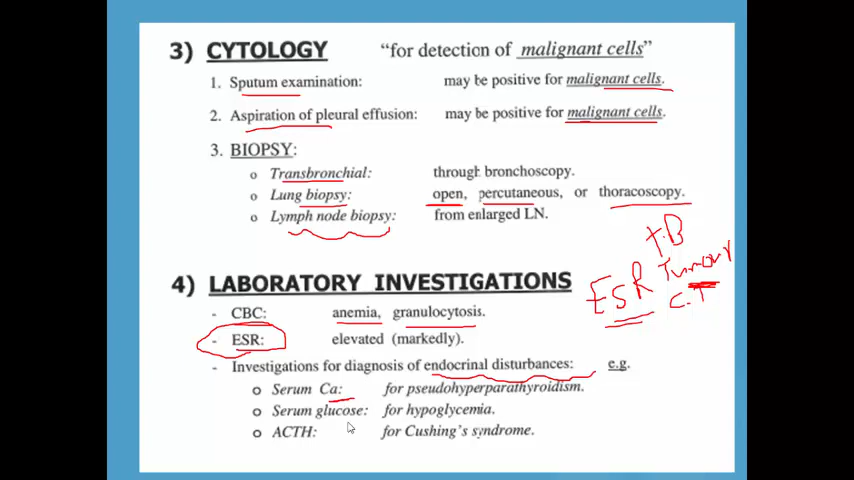 3) CYTOLOGY "for detection of malignant cells"
1. Sputum examination: may be positive for malignant cells.
2. Aspiration of pleural effusion: may be positive for malignant cells.
3. BIOPSY:
o Transbronchial: through bronchoscopy.
o Lung biopsy: open, percutaneous, or thoracoscopy.
o Lymph node biopsy: from enlarged LN.
TB
ESR Tumour
C.T
4) LABORATORY INVESTIGATIONS
- CBC: anemia, granulocytosis.
- ESR: elevated (markedly).
- Investigations for diagnosis of endocrinal disturbances: e.g.
o Serum Ca: for pseudohyperparathyroidism.
o Serum glucose: for hypoglycemia.
o ACTH: for Cushing's syndrome.